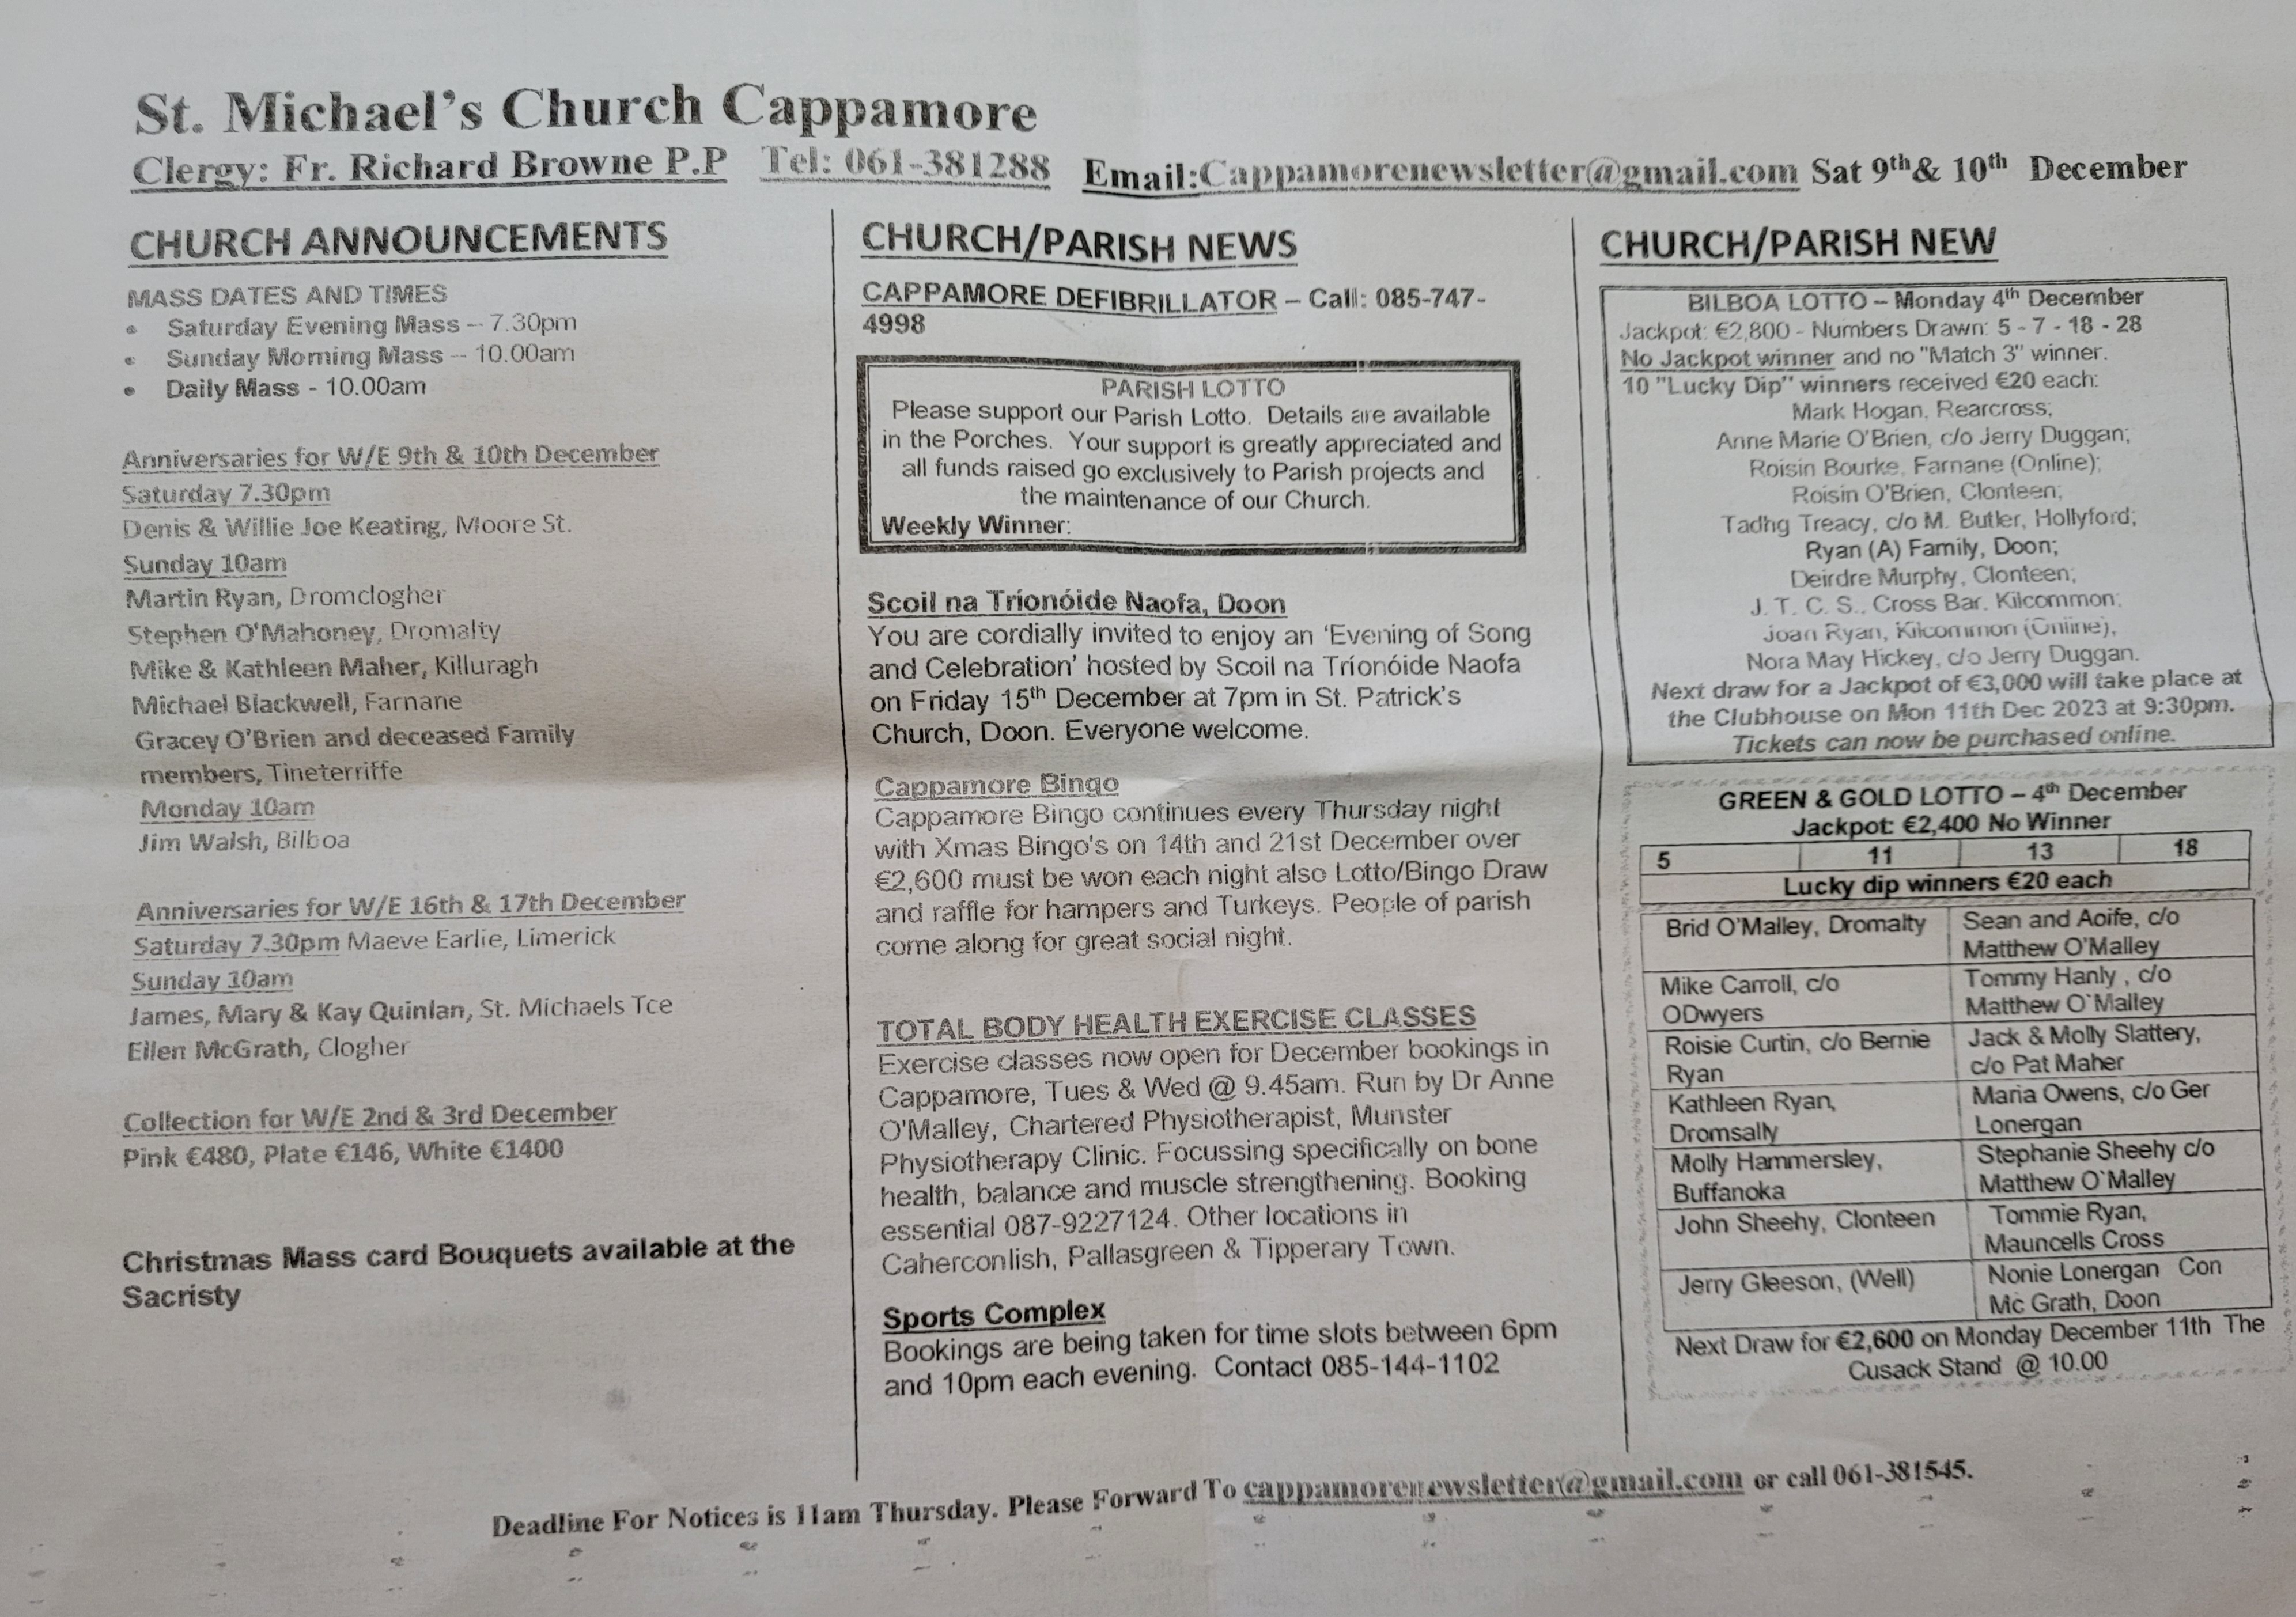 St. Michael's Church Cappamore
Clergy: Fr. Richard Browne P.P Tel: 061-381288 Email:Cappamorenewsletter@gmail.com Sat 9th& 10th December
CHURCH ANNOUNCEMENTS
MASS DATES AND TIMES
• Saturday Evening Mass – 7.30pm
• Sunday Morning Mass – 10.00am
• Daily Mass - 10.00am
Anniversaries for W/E 9th & 10th December
Saturday 7.30pm
Denis & Willie Joe Keating, Moore St.
Sunday 10am
Martin Ryan, Dromclogher
Stephen O'Mahoney, Dromalty
Mike & Kathleen Maher, Killuragh
Michael Blackwell, Farnane
Gracey O'Brien and deceased Family
members, Tineterriffe
Monday 10am
Jim Walsh, Bilboa
Anniversaries for W/E 16th & 17th December
Saturday 7.30pm Maeve Earlie, Limerick
Sunday 10am
James, Mary & Kay Quinlan, St. Michaels Tce
Eilen McGrath, Clogher
Collection for W/E 2nd & 3rd December
Pink €480, Plate €146, White €1400
Christmas Mass card Bouquets available at the
Sacristy
CHURCH/PARISH NEWS
CAPPAMORE DEFIBRILLATOR – Call: 085-747-
4998
PARISH LOTTO
Please support our Parish Lotto. Details are available
in the Porches. Your support is greatly appreciated and
all funds raised go exclusively to Parish projects and
the maintenance of our Church.
Weekly Winner:
Scoil na Tríonóide Naofa, Doon
You are cordially invited to enjoy an 'Evening of Song
and Celebration' hosted by Scoil na Tríonóide Naofa
on Friday 15th December at 7pm in St. Patrick's
Church, Doon. Everyone welcome.
Cappamore Bingo
Cappamore Bingo continues every Thursday night
with Xmas Bingo's on 14th and 21st December over
€2,600 must be won each night also Lotto/Bingo Draw
and raffle for hampers and Turkeys. People of parish
come along for great social night.
TOTAL BODY HEALTH EXERCISE CLASSES
Exercise classes now open for December bookings in
Cappamore, Tues & Wed @ 9.45am. Run by Dr Anne
O'Malley, Chartered Physiotherapist, Munster
Physiotherapy Clinic. Focussing specifically on bone
health, balance and muscle strengthening. Booking
essential 087-9227124. Other locations in
Caherconlish, Pallasgreen & Tipperary Town.
Sports Complex
Bookings are being taken for time slots between 6pm
and 10pm each evening. Contact 085-144-1102
CHURCH/PARISH NEW
BILBOA LOTTO – Monday 4th December
Jackpot: €2,800 - Numbers Drawn: 5 - 7 - 18 - 28
No Jackpot winner and no "Match 3" winner.
10 "Lucky Dip" winners received €20 each:
Mark Hogan, Rearcross;
Anne Marie O'Brien, c/o Jerry Duggan;
Roisin Bourke, Farnane (Online);
Roisin O'Brien, Clonteen;
Tadhg Treacy, c/o M. Butler, Hollyford;
Ryan (A) Family, Doon;
Deirdre Murphy, Clonteen;
J. T. C. S., Cross Bar, Kilcommon;
Joan Ryan, Kilcommon (Online),
Nora May Hickey, c/o Jerry Duggan.
Next draw for a Jackpot of €3,000 will take place at
the Clubhouse on Mon 11th Dec 2023 at 9:30pm.
Tickets can now be purchased online.
GREEN & GOLD LOTTO – 4th December
Jackpot: €2,400 No Winner
5 11 13 18
Lucky dip winners €20 each
Brid O'Malley, Dromalty
Sean and Aoife, c/o
Matthew O'Malley
Mike Carroll, c/o
ODwyers
Tommy Hanly , c/o
Matthew O`Malley
Roisie Curtin, c/o Bernie
Ryan
Jack & Molly Slattery,
c/o Pat Maher
Kathleen Ryan,
Dromsally
Maria Owens, c/o Ger
Lonergan
Molly Hammersley,
Buffanoka
Stephanie Sheehy c/o
Matthew O`Malley
John Sheehy, Clonteen
Tommie Ryan,
Mauncells Cross
Jerry Gleeson, (Well)
Nonie Lonergan Con
Mc Grath, Doon
Next Draw for €2,600 on Monday December 11th The
Cusack Stand @ 10.00
Deadline For Notices is 11am Thursday. Please Forward To cappamorenewsletter@gmail.com or call 061-381545.